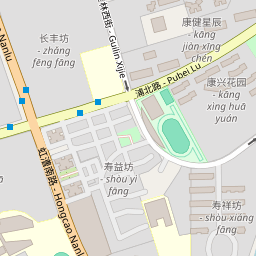 长丰坊
- zhǎng
fēng fāng
林西街 - Guilin Xijie
康健星辰
- kāng
jiàn xīng
chén
Nanlu
浦北路 - Pubei Lu
康兴花园
- kāng
xīng huā
yuán
虹漕南路 - Hongcao Nanlu
寿益坊
- shòu yì
fāng
寿祥坊
- shòu xiáng
fāng